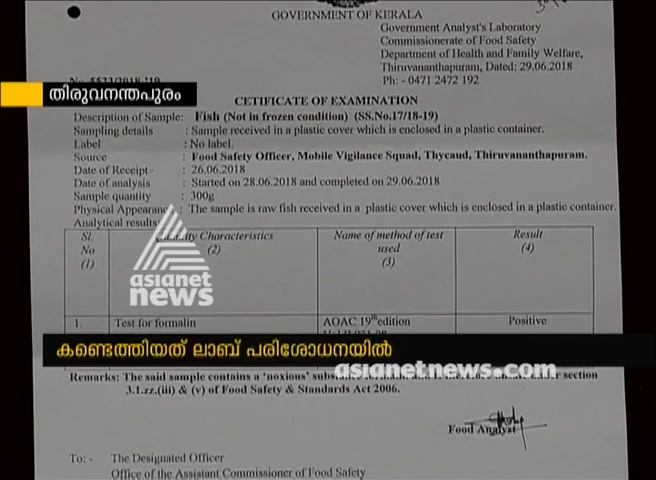 GOVERNMENT OF KERALA
Government Analyst's Laboratory
Commissionerate of Food Safety
Department of Health and Family Welfare,
Thiruvananthapuram, Dated: 29.06.2018
Ph: - 0471 2472 192
തിരുവനന്തപുരം
CETIFICATE OF EXAMINATION
Description of Sample: Fish (Not in frozen condition) (SS.No.17/18-19)
Sampling details : Sample received in a plastic cover which is enclosed in a plastic container.
Label : No label.
Source : Food Safety Officer, Mobile Vigilance Squad, Thycaud, Thiruvananthapuram.
Date of Receipt- : 26.06.2018
Date of analysis : Started on 28.06.2018 and completed on 29.06.2018
Sample quantity : 300g
Physical Appearance : The sample is raw fish received in a plastic cover which is enclosed in a plastic container.
Analytical results
Sl. No (1)
Characteristics (2)
Name of method of test used (3)
Result (4)
asianet news
1. Test for formalin AOAC 19th edition Positive
കണ്ടെത്തിയത് ലാബ് പരിശോധനയിൽ
asianetnews.com
Remarks: The said sample contains a 'noxious' section
3.1.zz.(iii) & (v) of Food Safety & Standards Act 2006.
Food Analyst
To: - The Designated Officer
Office of the Assistant Commissioner of Food Safety